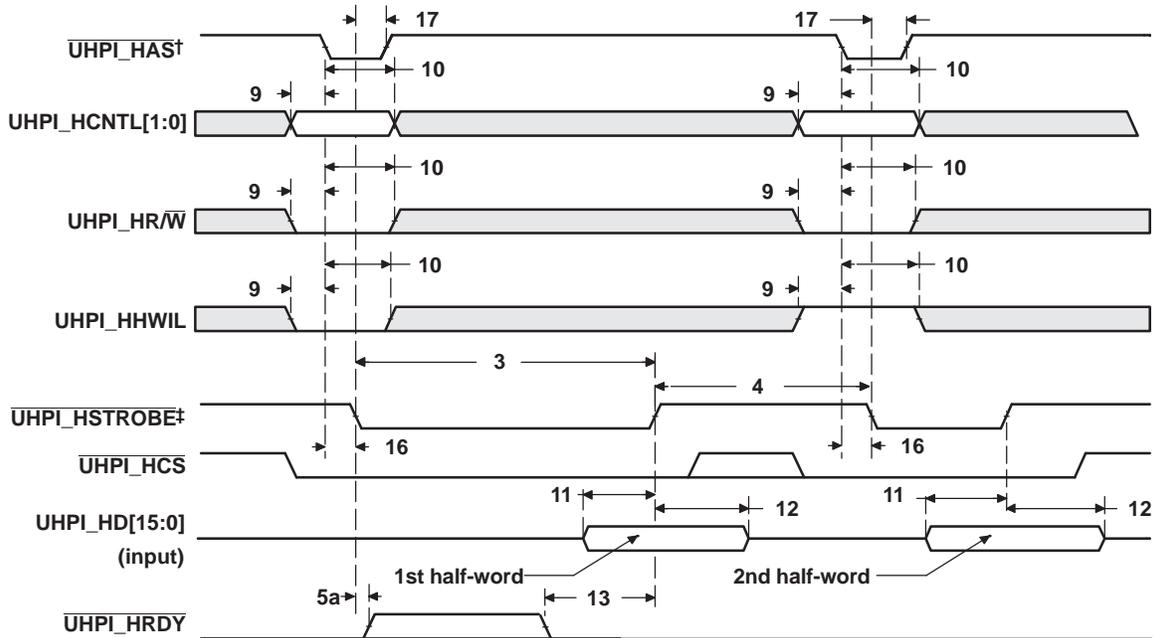 17 17
UHPI_HAS†
10 10
9 9
UHPI_HCNTL[1:0]
10 10
9 9
UHPI_HR/W
10 10
9 9
UHPI_HHWIL
3
4
UHPI_HSTROBE‡
16 16
UHPI_HCS
11 11
12 12
UHPI_HD[15:0]
(input)
1st half-word 2nd half-word
5a 13
UHPI_HRDY